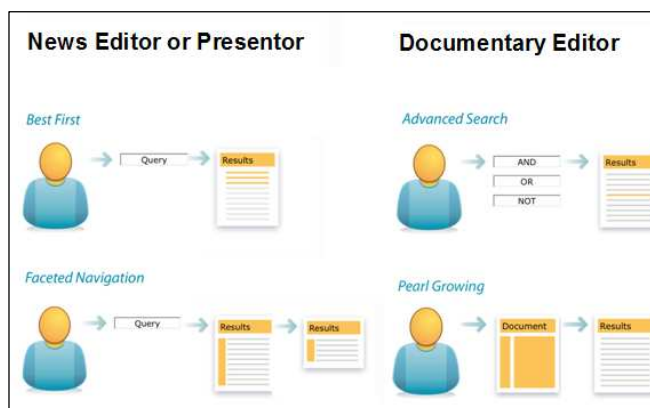 News Editor or Presentor
Documentary Editor
Best First
Query
Results
Advanced Search
AND
OR
NOT
Results
Faceted Navigation
Query
Results
Results
Pearl Growing
Document
Results